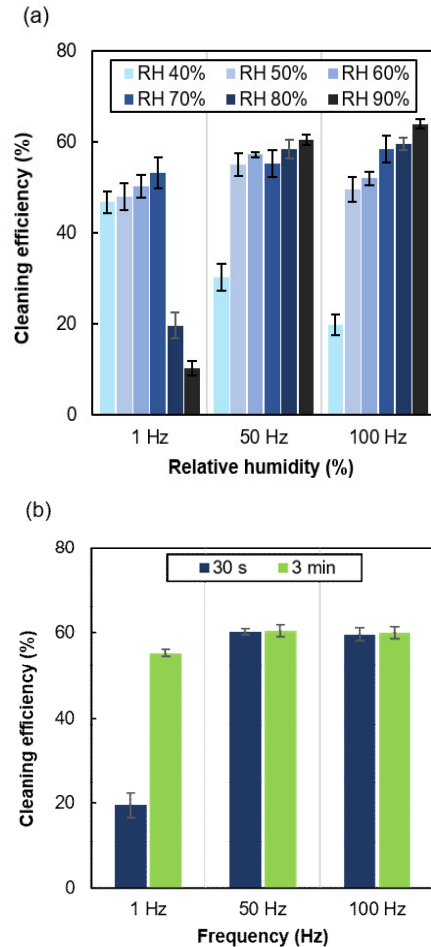 (a)
80
60
40
20
0
Cleaning efficiency (%)
RH 40% RH 50% RH 60%
RH 70% RH 80% RH 90%
1 Hz 50 Hz 100 Hz
Relative humidity (%)
(b)
80
60
40
20
0
Cleaning efficiency (%)
30 s 3 min
1 Hz 50 Hz 100 Hz
Frequency (Hz)